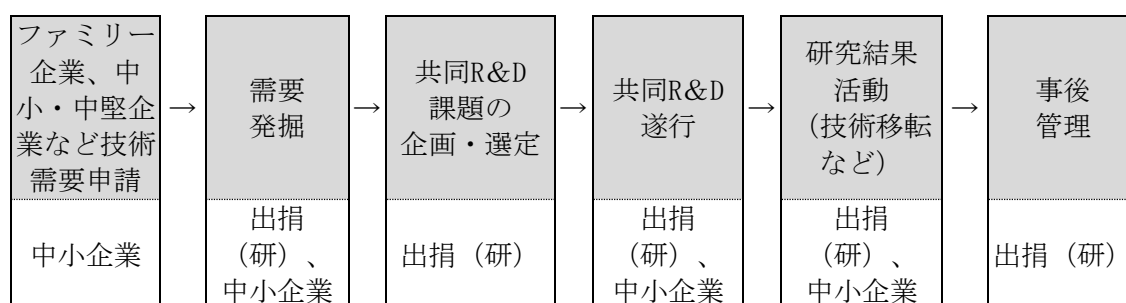 ファミリー
企業、中
小・中堅企
業など技術
需要申請
中小企業
→
需要
発掘
出捐
（研）、
中小企業
→
共同R&D
課題の
企画・選定
出捐（研）
→
共同R&D
遂行
出捐
（研）、
中小企業
→
研究結果
活動
（技術移転
など）
出捐
（研）、
中小企業
→
事後
管理
出捐（研）